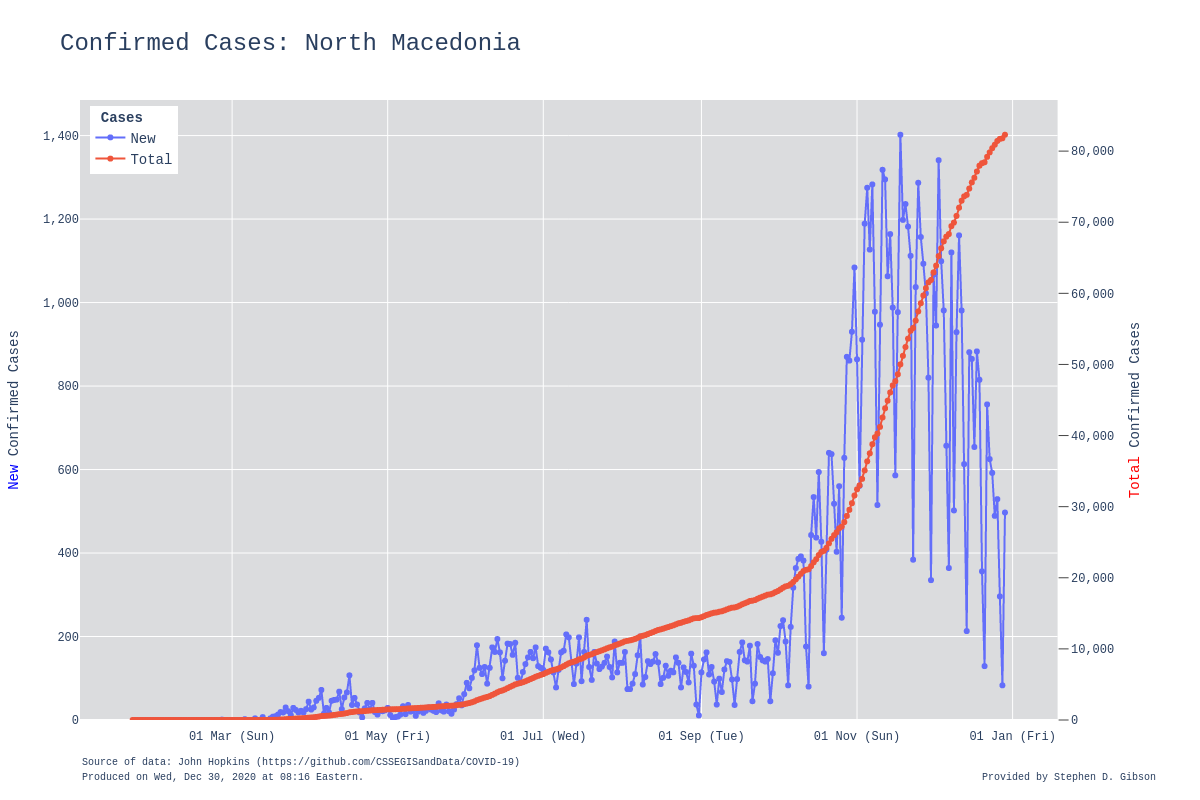 Confirmed Cases: North Macedonia
Cases
New
Total
1,400
1,200
1,000
800
600
400
200
0
New Confirmed Cases
80,000
70,000
60,000
50,000
40,000
30,000
20,000
10,000
0
Total Confirmed Cases
01 Mar (Sun)
01 May (Fri)
01 Jul (Wed)
01 Sep (Tue)
01 Nov (Sun)
01 Jan (Fri)
Source of data: John Hopkins (https://github.com/CSSEGISandData/COVID-19)
Produced on Wed, Dec 30, 2020 at 08:16 Eastern.
Provided by Stephen D. Gibson